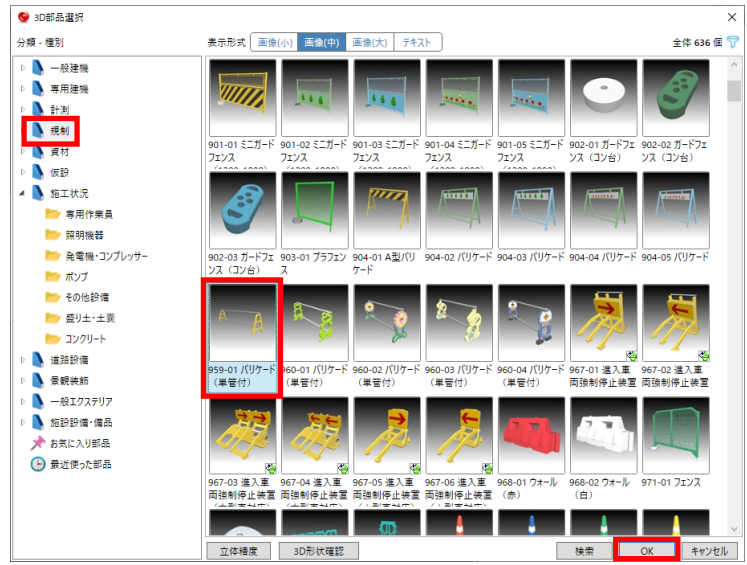 3D部品選択
分類 - 種別
表示形式 画像(小) 画像(中) 画像(大) テキスト
全体 636 個
一般建機
専用建機
計測
規制
資材
仮設
施工状況
専用作業員
照明機器
発電機・コンプレッサー
ポンプ
その他設備
盛り土・土嚢
コンクリート
道路設備
景観装飾
一般エクステリア
施設設備・備品
お気に入り部品
最近使った部品
901-01 ミニガード
フェンス
901-02 ミニガード
フェンス
901-03 ミニガード
フェンス
901-04 ミニガード
フェンス
901-05 ミニガード
フェンス
902-01 ガードフェ
ンス（コン台）
902-02 ガードフェ
ンス（コン台）
902-03 ガードフェ
ンス（コン台）
903-01 プラフェン
ス
904-01 A型バリ
ケード
904-02 バリケード
904-03 バリケード
904-04 バリケード
904-05 バリケード
959-01 バリケード
（単管付）
960-01 バリケード
（単管付）
960-02 バリケード
（単管付）
960-03 バリケード
（単管付）
960-04 バリケード
（単管付）
967-01 進入車
両強制停止装置
967-02 進入車
両強制停止装置
967-03 進入車
両強制停止装置
967-04 進入車
両強制停止装置
967-05 進入車
両強制停止装置
967-06 進入車
両強制停止装置
968-01 ウォール
（赤）
968-02 ウォール
（白）
971-01 フェンス
立体精度
3D形状確認
検索
OK
キャンセル